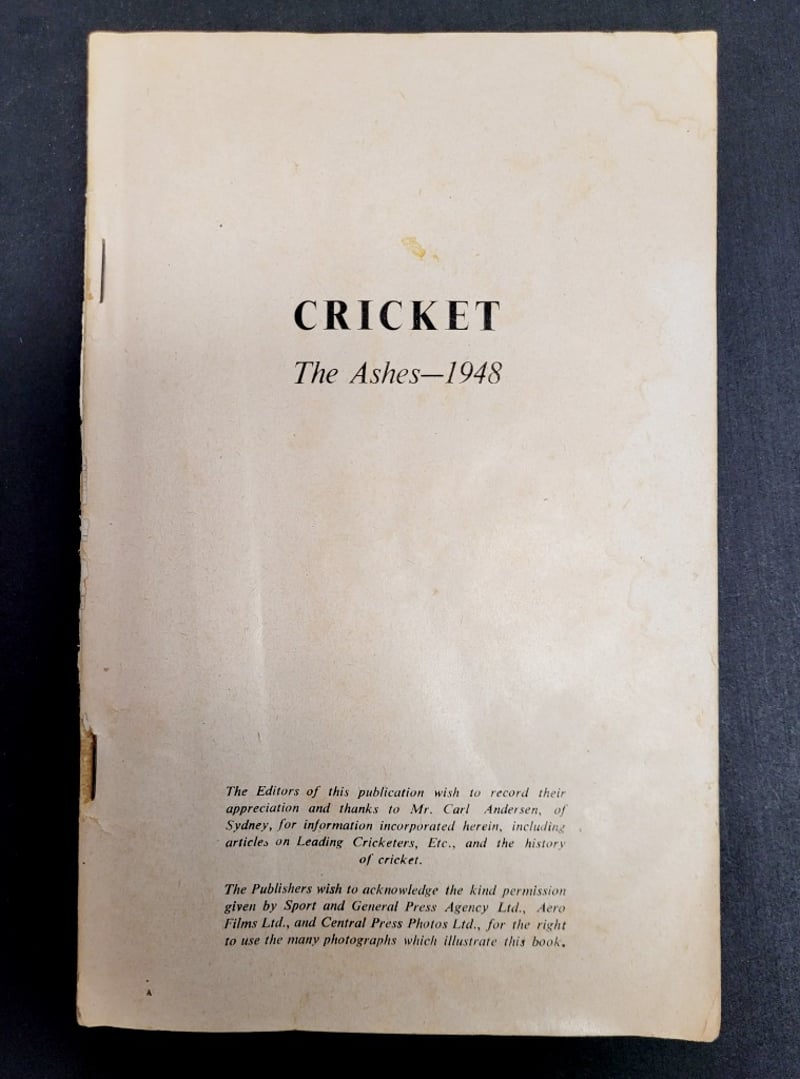 CRICKET
The Ashes—1948
The Editors of this publication wish to record their
appreciation and thanks to Mr. Carl Andersen, of
Sydney, for information incorporated herein, including
articles on Leading Cricketers, Etc., and the history
of cricket.
The Publishers wish to acknowledge the kind permission
given by Sport and General Press Agency Ltd., Aero
Films Ltd., and Central Press Photos Ltd., for the right
to use the many photographs which illustrate this book.
A